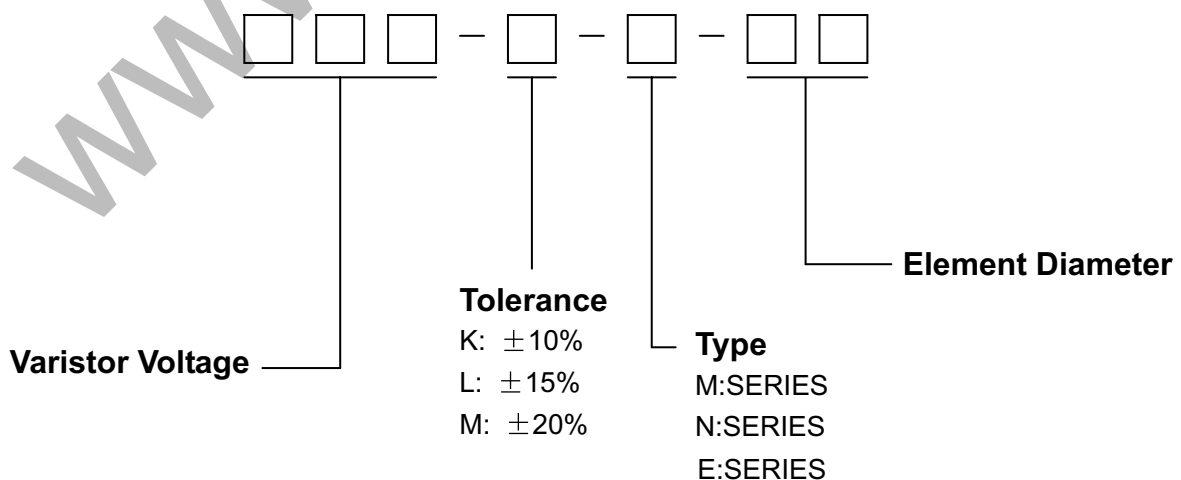 Element Diameter
Tolerance
K: ±10%
L: ±15%
M: ±20%
Type
M:SERIES
N:SERIES
E:SERIES
Varistor Voltage